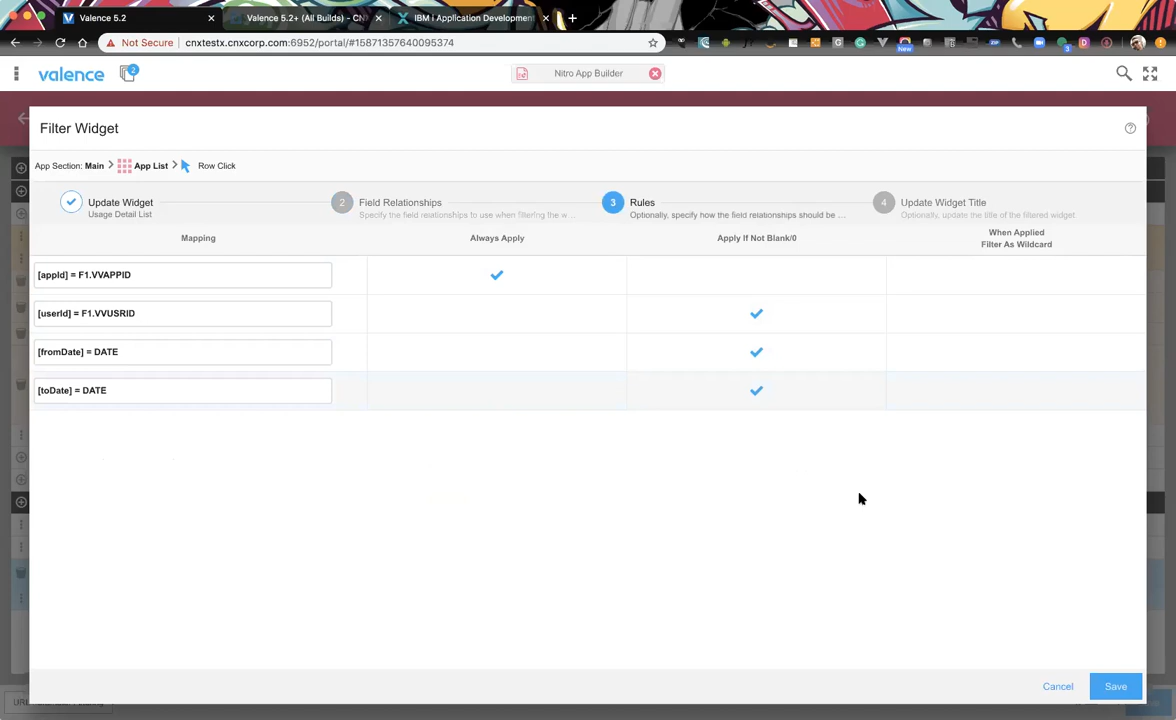 Valence 5.2
Valence 5.2+ (All Builds) - CN
IBM i Application Development
Not Secure
cnxtestx.cnxcorp.com:6952/portal/#15871357640095374
New
3
valence
2
Nitro App Builder
Filter Widget
App Section: Main
App List
Row Click
Update Widget
Usage Detail List
2
Field Relationships
Specify the field relationships to use when filtering the w...
3
Rules
Optionally, specify how the field relationships should be ...
4
Update Widget Title
Optionally, update the title of the filtered widget
Mapping
Always Apply
Apply If Not Blank/0
When Applied
Filter As Wildcard
[appId] = F1.VVAPPID
[userId] = F1.VVUSRID
[fromDate] = DATE
[toDate] = DATE
Cancel
Save